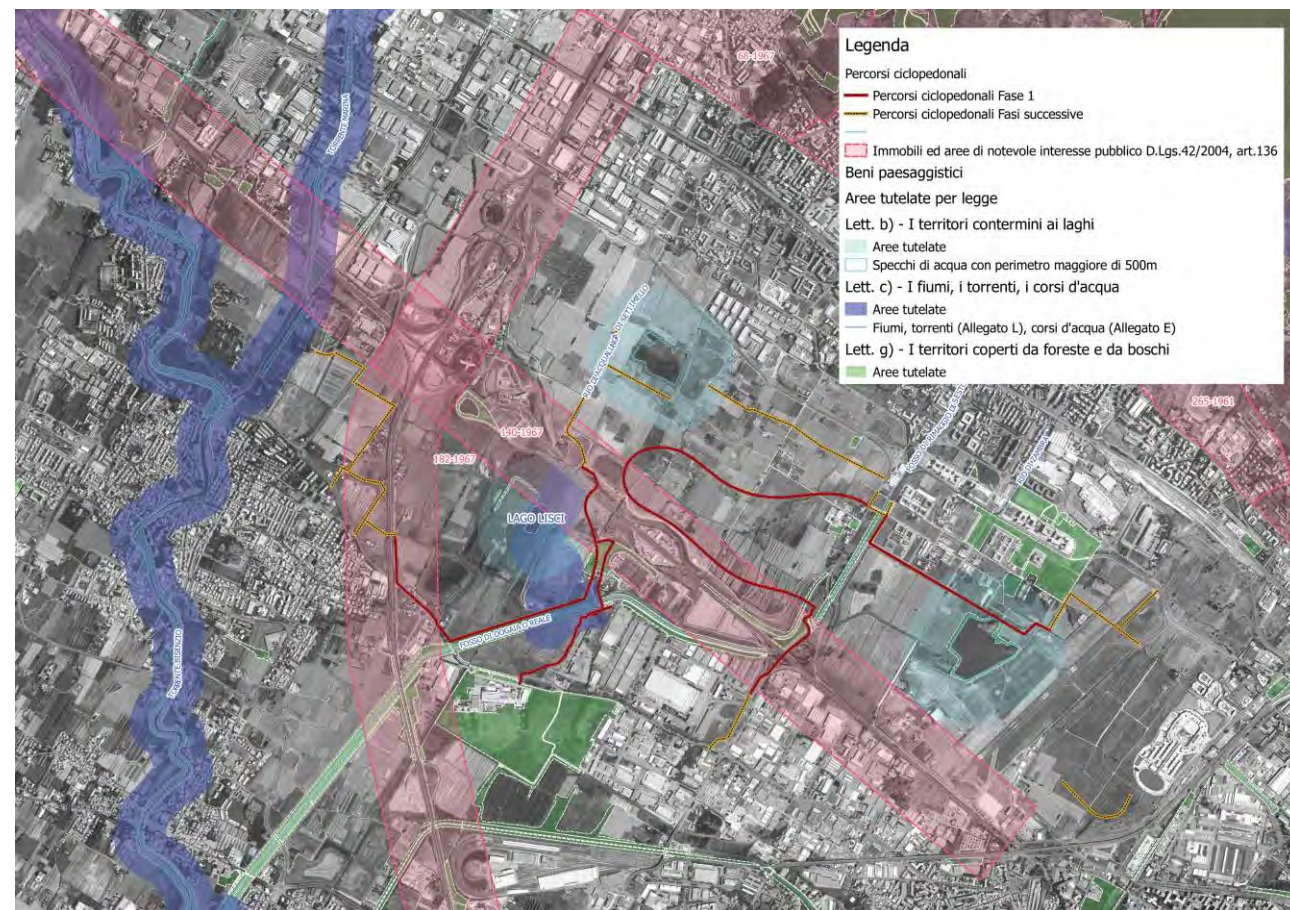 Legenda
Percorsi ciclopedonali
Percorsi ciclopedonali Fase 1
Percorsi ciclopedonali Fasi successive
Immobili ed aree di notevole interesse pubblico D.Lgs.42/2004, art.136
Beni paesaggistici
Aree tutelate per legge
Lett. b) - I territori contermini ai laghi
Aree tutelate
Specchi di acqua con perimetro maggiore di 500m
Lett. c) - I fiumi, i torrenti, i corsi d'acqua
Aree tutelate
Fiumi, torrenti (Allegato L), corsi d'acqua (Allegato E)
Lett. g) - I territori coperti da foreste e da boschi
Aree tutelate
68-1967
TORRENTE MARINA
265-1961
140-1967
182-1967
LAGO LISCI
FOSSO DI DOGAIA O REALE
TORRENTE BISENZIO